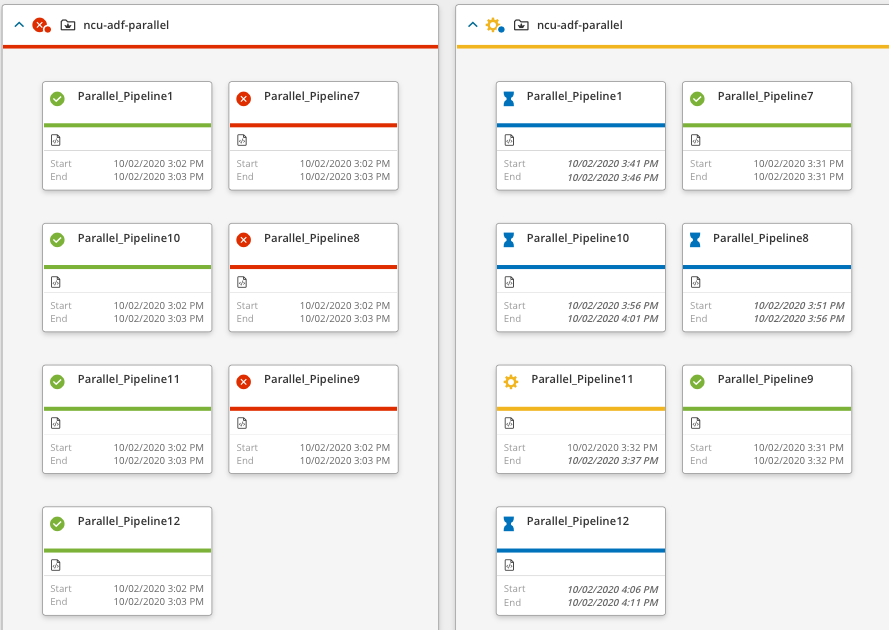 ncu-adf-parallel
Parallel_Pipeline1
Start 10/02/2020 3:02 PM
End 10/02/2020 3:03 PM
Parallel_Pipeline7
Start 10/02/2020 3:02 PM
End 10/02/2020 3:03 PM
Parallel_Pipeline10
Start 10/02/2020 3:02 PM
End 10/02/2020 3:03 PM
Parallel_Pipeline8
Start 10/02/2020 3:02 PM
End 10/02/2020 3:03 PM
Parallel_Pipeline11
Start 10/02/2020 3:02 PM
End 10/02/2020 3:03 PM
Parallel_Pipeline9
Start 10/02/2020 3:02 PM
End 10/02/2020 3:03 PM
Parallel_Pipeline12
Start 10/02/2020 3:02 PM
End 10/02/2020 3:03 PM
ncu-adf-parallel
Parallel_Pipeline1
Start 10/02/2020 3:41 PM
End 10/02/2020 3:46 PM
Parallel_Pipeline7
Start 10/02/2020 3:31 PM
End 10/02/2020 3:31 PM
Parallel_Pipeline10
Start 10/02/2020 3:56 PM
End 10/02/2020 4:01 PM
Parallel_Pipeline8
Start 10/02/2020 3:51 PM
End 10/02/2020 3:56 PM
Parallel_Pipeline11
Start 10/02/2020 3:32 PM
End 10/02/2020 3:37 PM
Parallel_Pipeline9
Start 10/02/2020 3:31 PM
End 10/02/2020 3:32 PM
Parallel_Pipeline12
Start 10/02/2020 4:06 PM
End 10/02/2020 4:11 PM